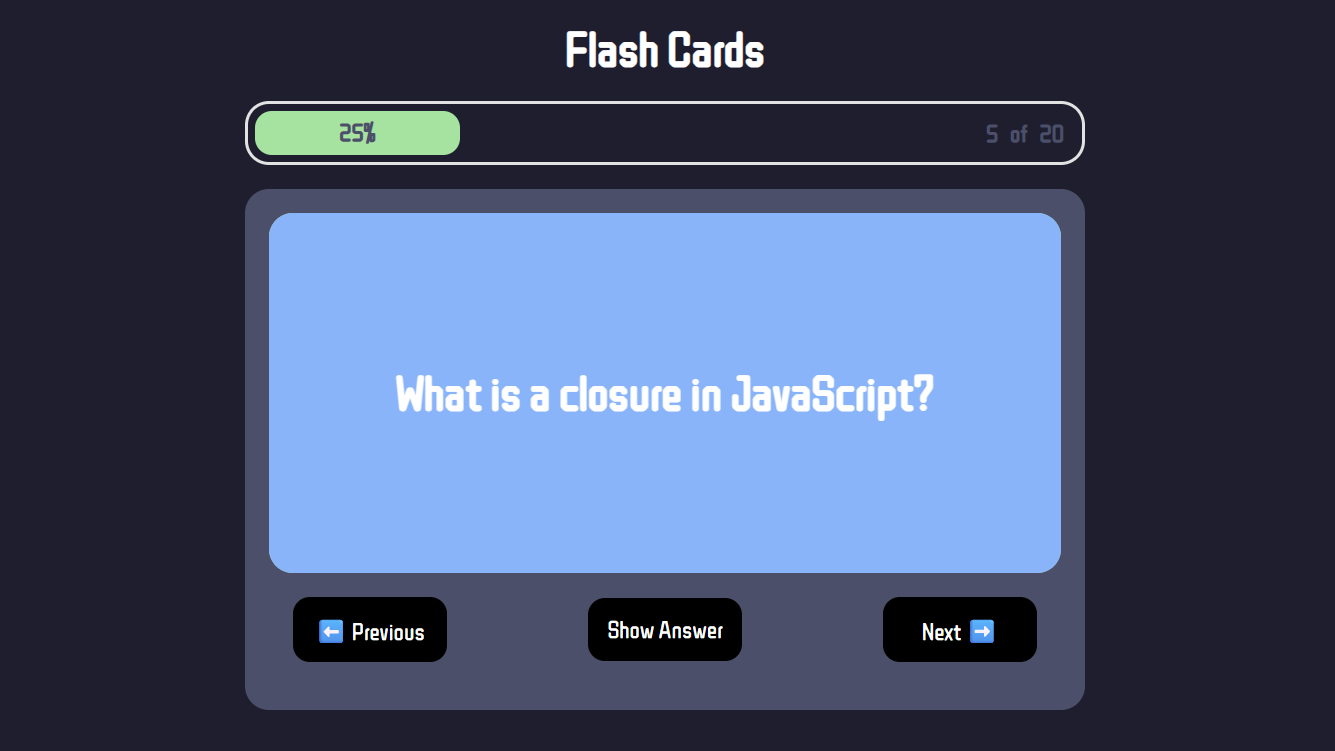 Flash Cards
25%
5 of 20
What is a closure in JavaScript?
⬅️ Previous
Show Answer
Next ➡️